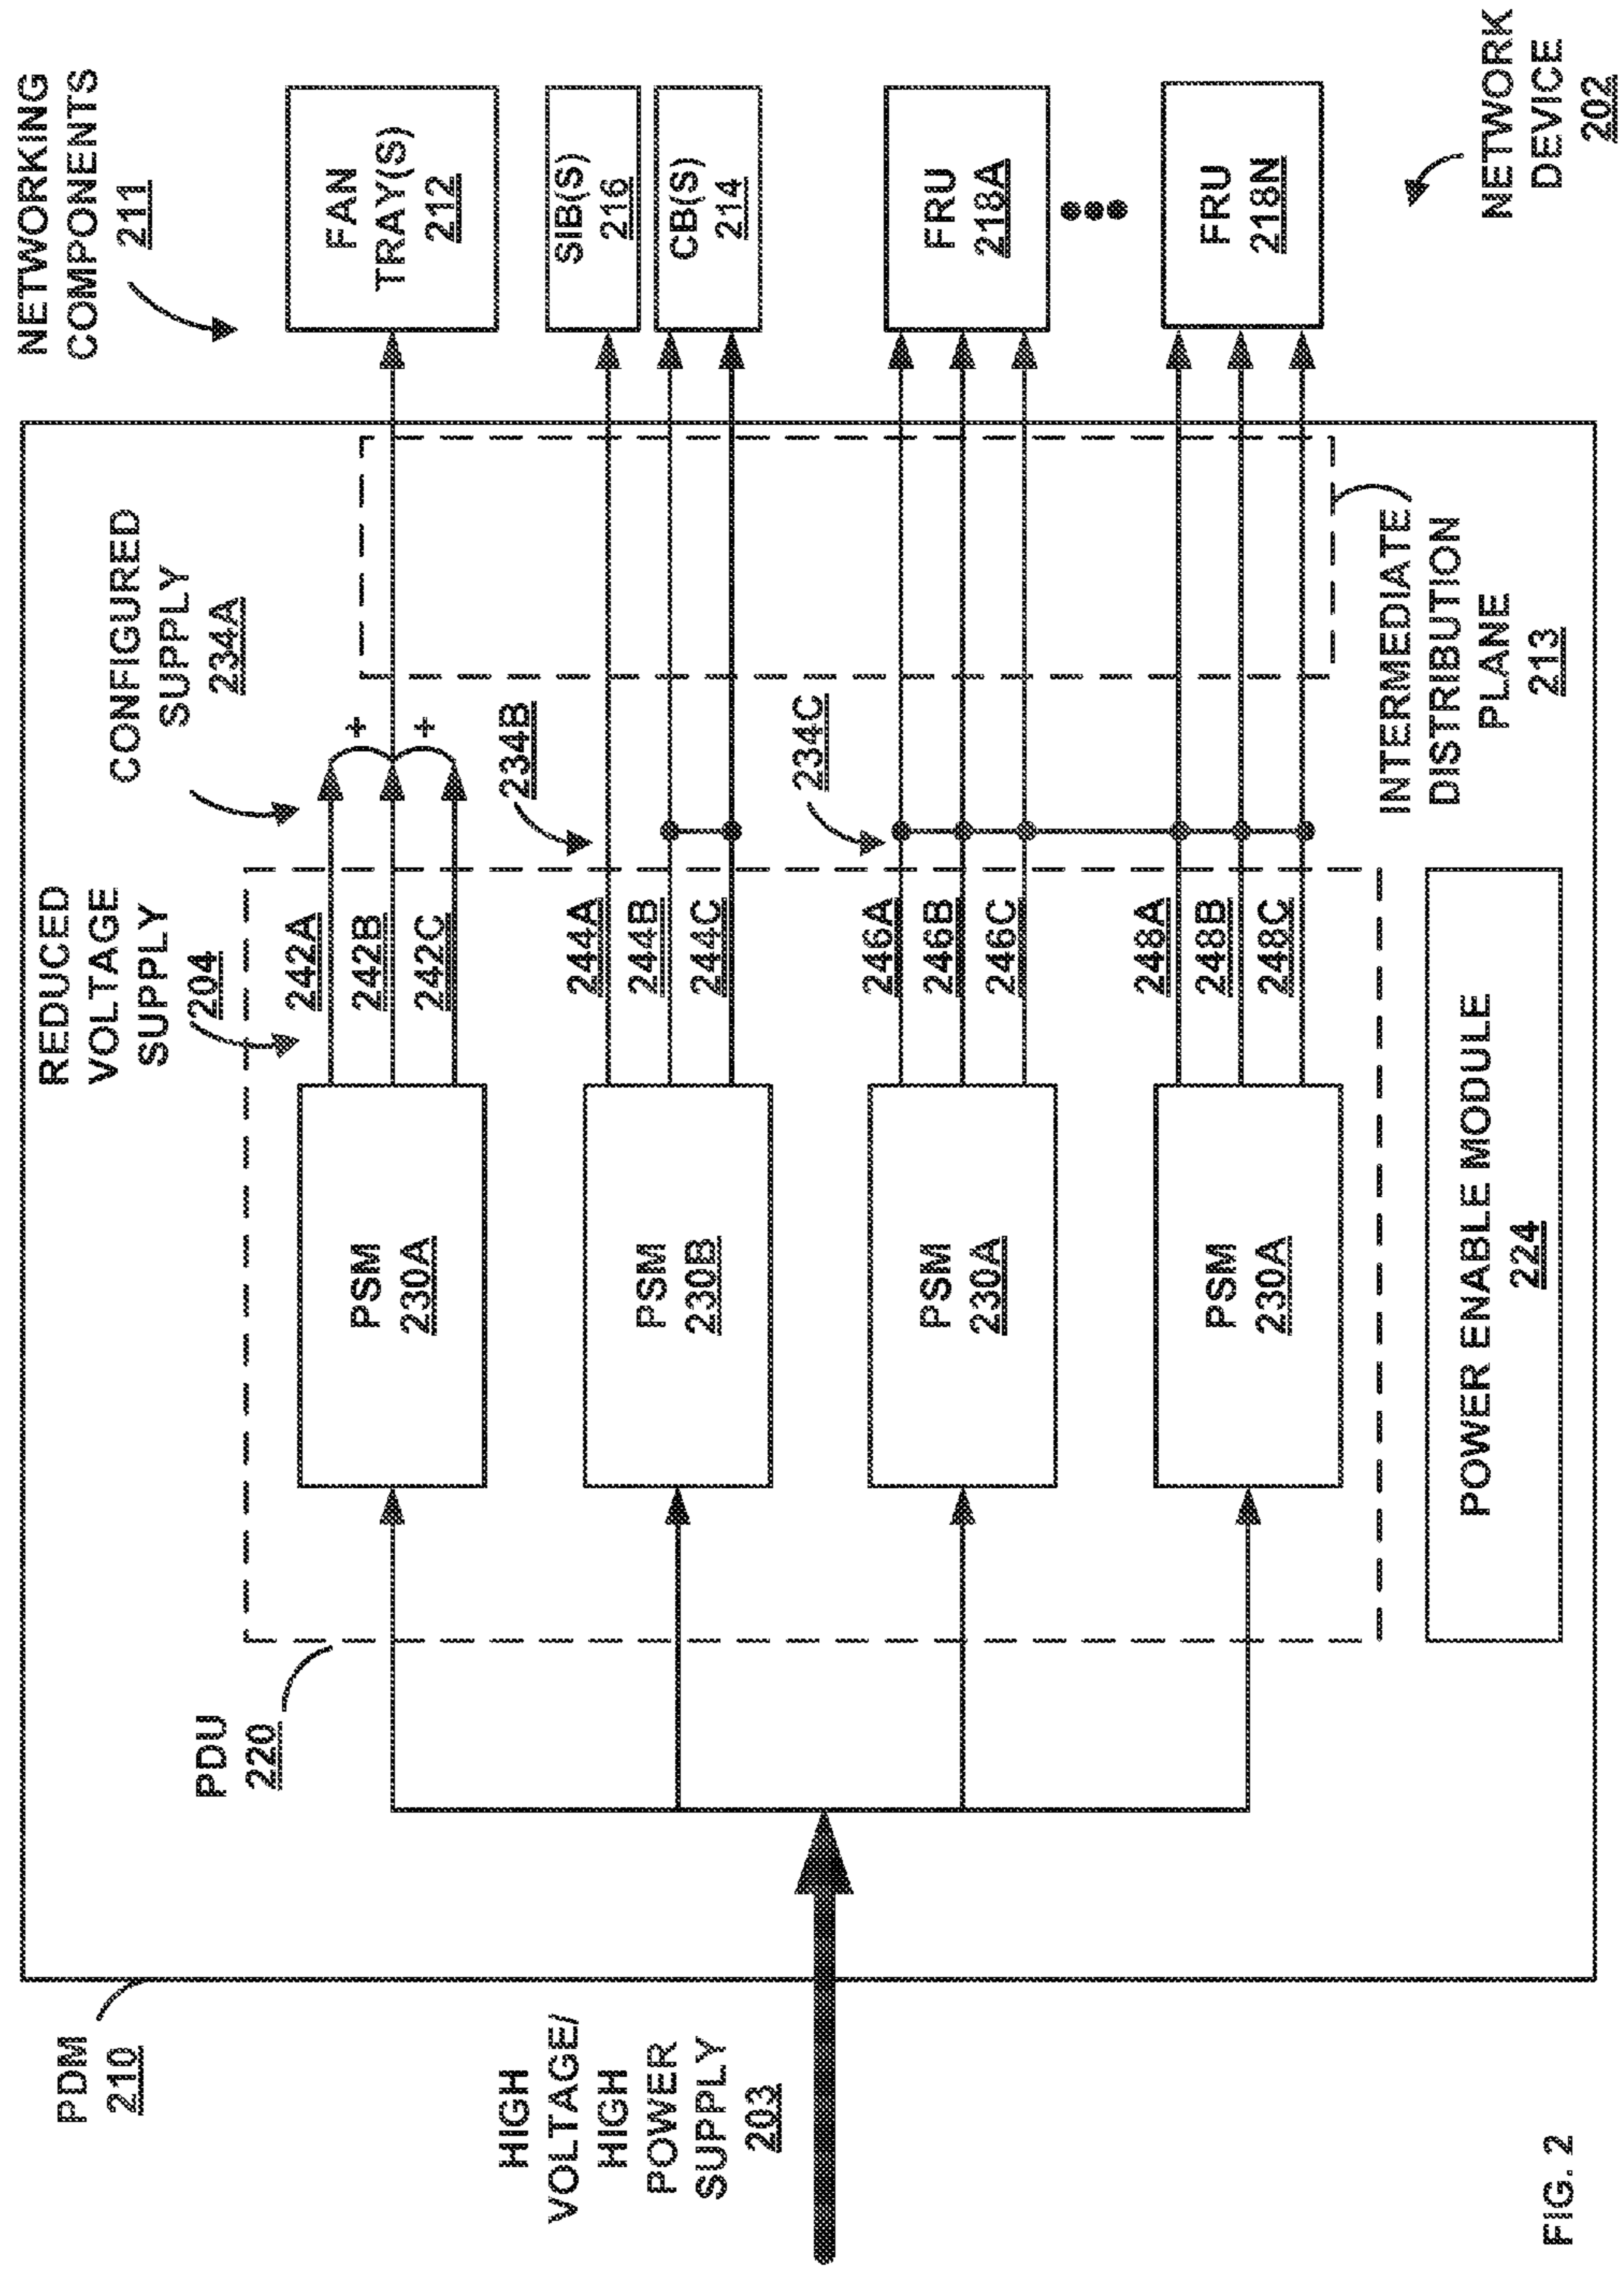 NETWORKING
COMPONENTS
211
FAN
TRAY(S)
212
SIB(S)
216
CB(S)
214
FRU
218A
FRU
218N
NETWORK
DEVICE
202
CONFIGURED
SUPPLY
234A
234B
234C
INTERMEDIATE
DISTRIBUTION
PLANE
213
+
+
REDUCED
VOLTAGE
SUPPLY
204
242A
242B
242C
244A
244B
244C
246A
246B
246C
248A
248B
248C
PSM
230A
PSM
230B
PSM
230A
PSM
230A
POWER ENABLE MODULE
224
PDU
220
PDM
210
HIGH
VOLTAGE/
HIGH
POWER
SUPPLY
203
FIG. 2